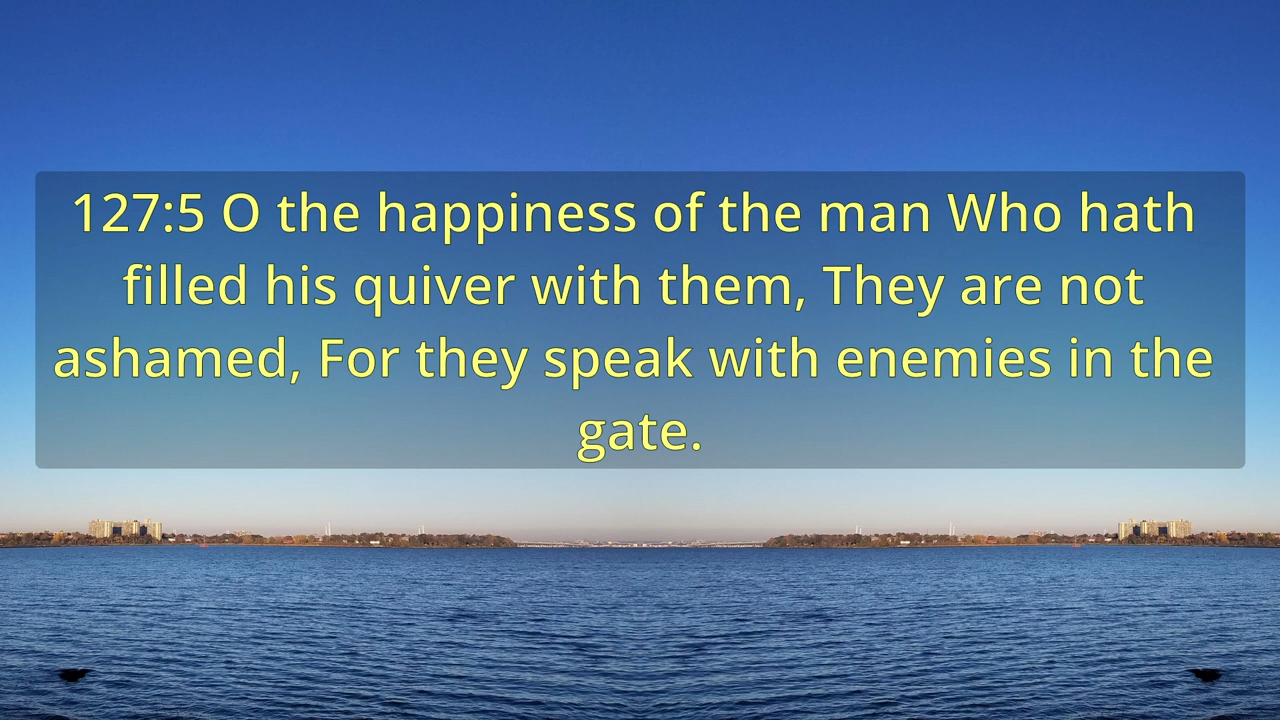 127:5 O the happiness of the man Who hath
filled his quiver with them, They are not
ashamed, For they speak with enemies in the
gate.